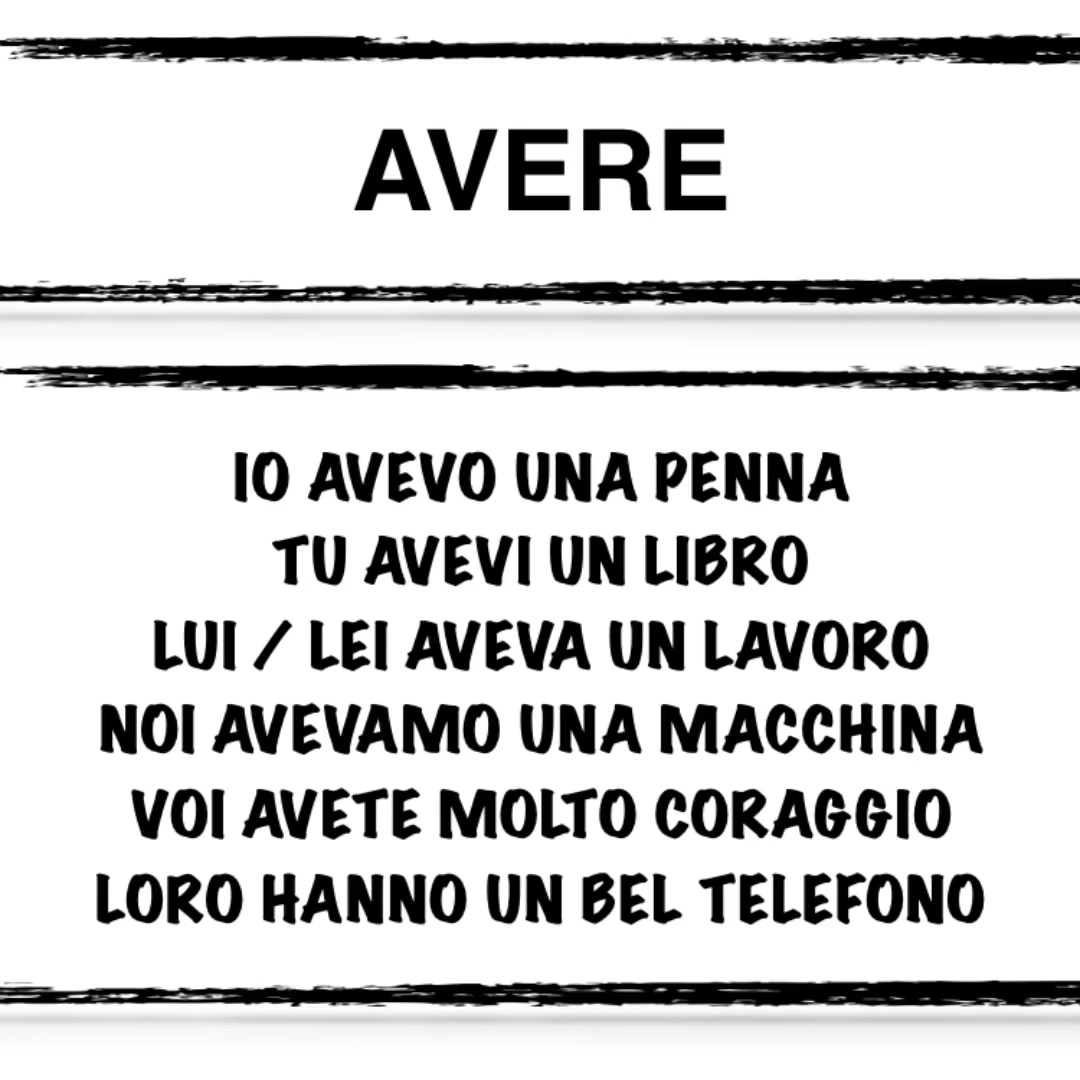 AVERE
IO AVEVO UNA PENNA
TU AVEVI UN LIBRO
LUI / LEI AVEVA UN LAVORO
NOI AVEVAMO UNA MACCHINA
VOI AVETE MOLTO CORAGGIO
LORO HANNO UN BEL TELEFONO